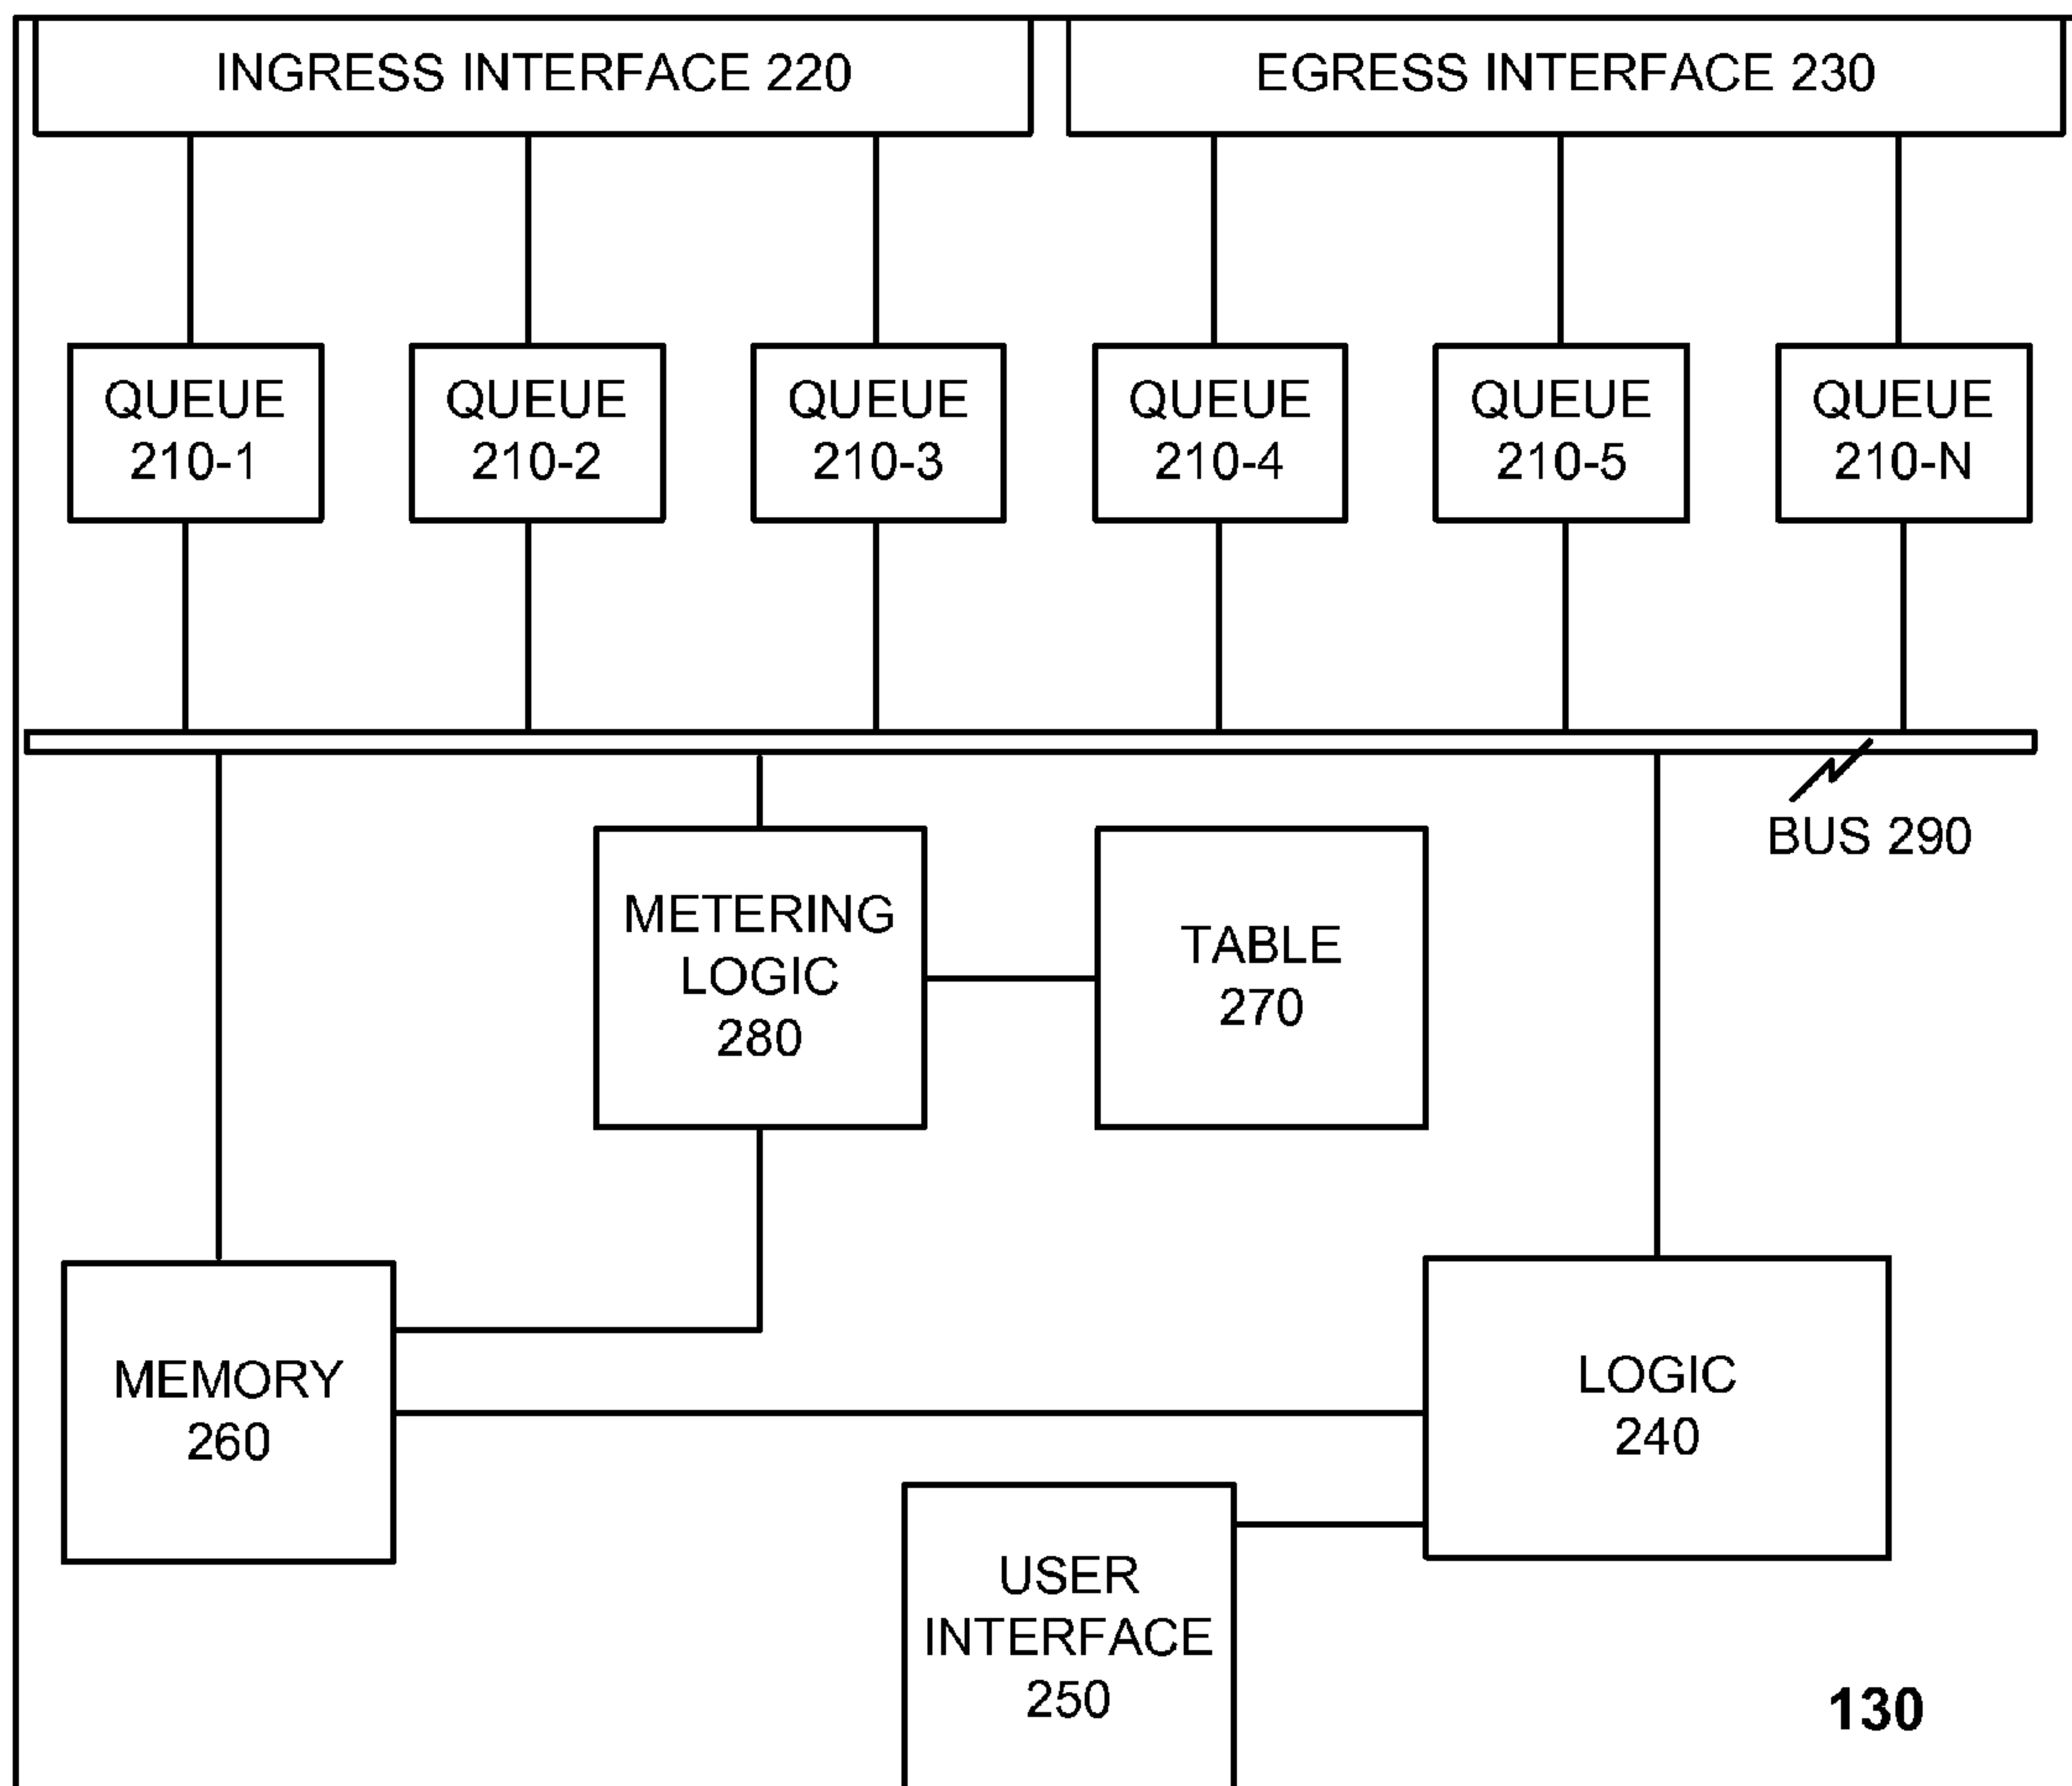 INGRESS INTERFACE 220
EGRESS INTERFACE 230
QUEUE
210-1
QUEUE
210-2
QUEUE
210-3
QUEUE
210-4
QUEUE
210-5
QUEUE
210-N
BUS 290
METERING
LOGIC
280
TABLE
270
MEMORY
260
LOGIC
240
USER
INTERFACE
250
130